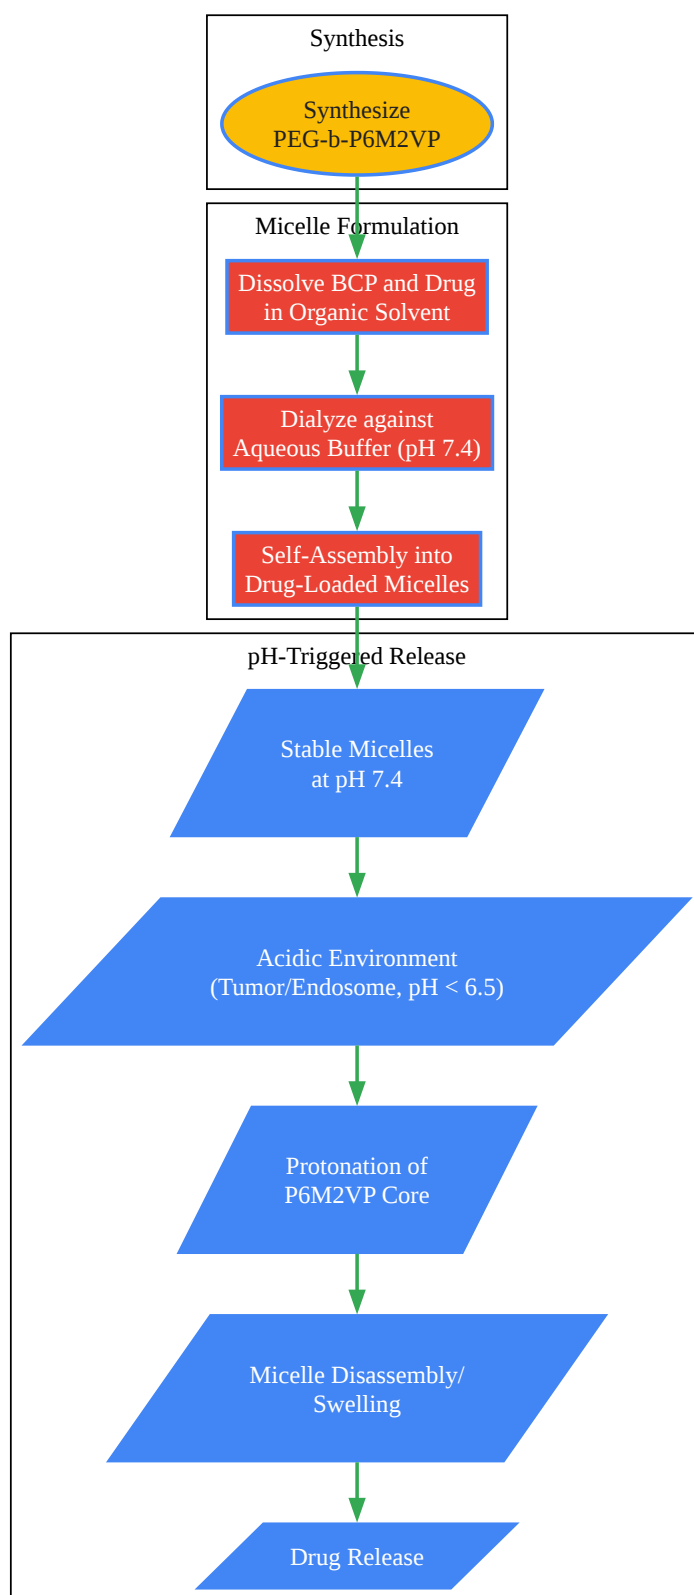 Synthesis
Synthesize
PEG-b-P6M2VP
Micelle Formulation
Dissolve BCP and Drug
in Organic Solvent
Dialyze against
Aqueous Buffer (pH 7.4)
Self-Assembly into
Drug-Loaded Micelles
pH-Triggered Release
Stable Micelles
at pH 7.4
Acidic Environment
(Tumor/Endosome, pH < 6.5)
Protonation of
P6M2VP Core
Micelle Disassembly/
Swelling
Drug Release